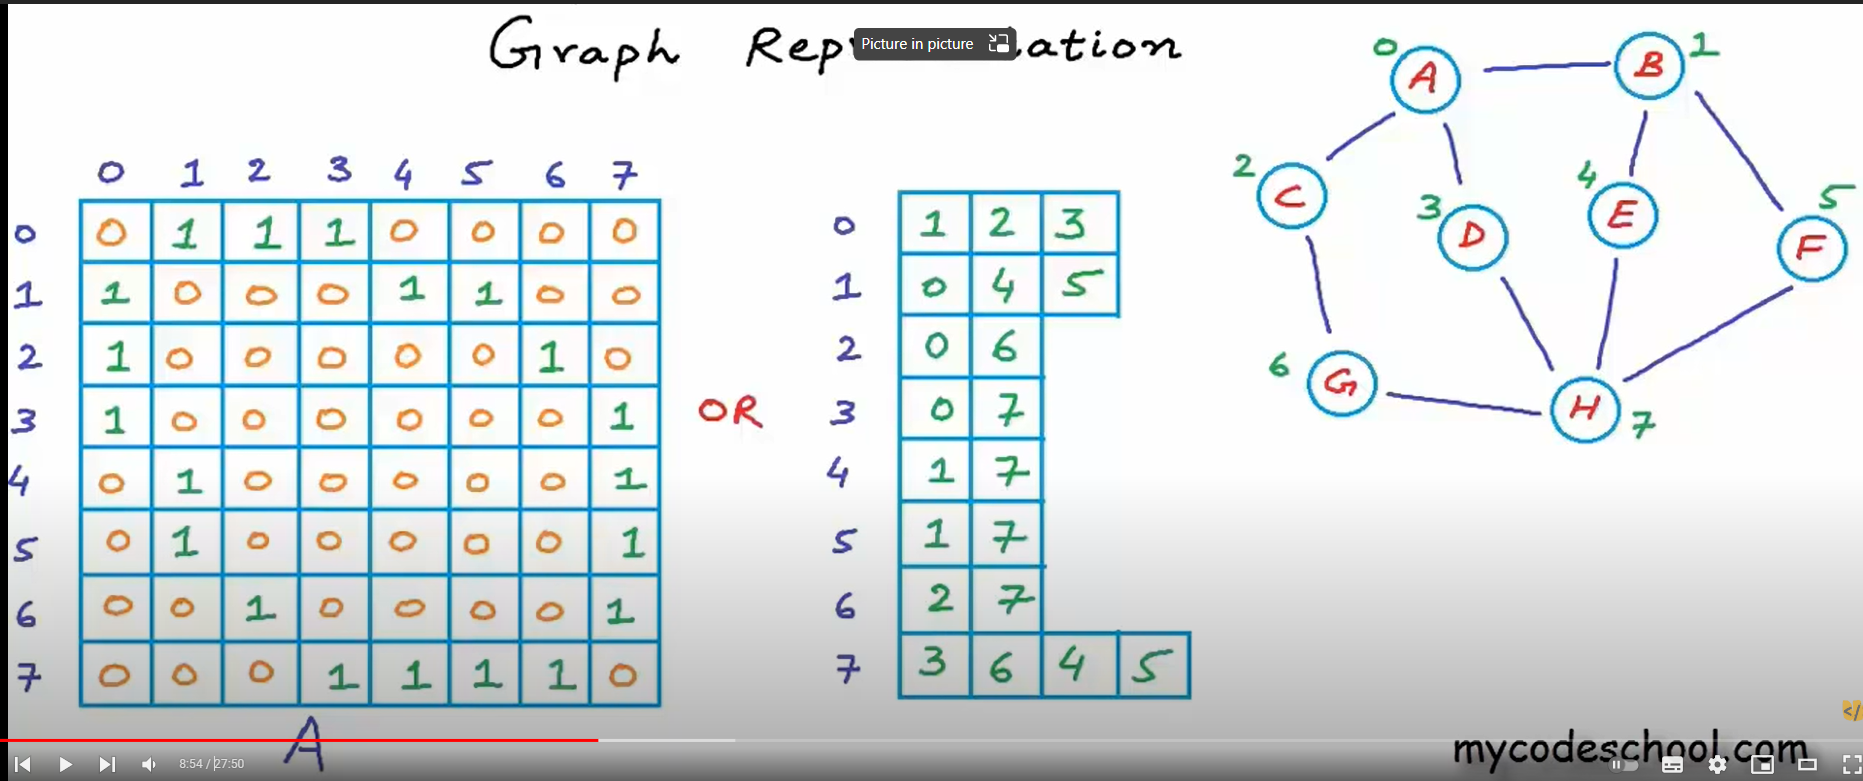 Graph Rep ation
Picture in picture
0 1 2 3 4 5 6 7
0 0 1 1 1 0 0 0 0
1 1 0 0 0 1 1 0 0
2 1 0 0 0 0 0 1 0
3 1 0 0 0 0 0 0 1
4 0 1 0 0 0 0 0 1
5 0 1 0 0 0 0 0 1
6 0 0 1 0 0 0 0 1
7 0 0 0 1 1 1 1 0
A
OR
0 1 2 3
1 0 4 5
2 0 6
3 0 7
4 1 7
5 1 7
6 2 7
7 3 6 4 5
0 A
B 1
2 C
3 D
4 E
5 F
6 G
H 7
mycodeschool.com
8:54 / 27:50